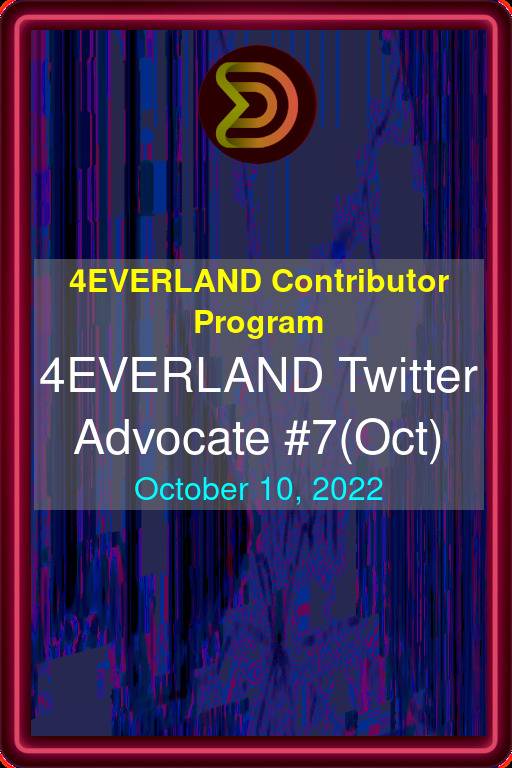 4EVERLAND Contributor
Program
4EVERLAND Twitter
Advocate #7(Oct)
October 10, 2022